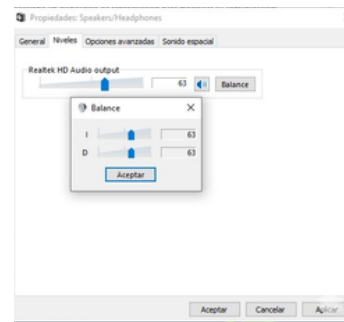 Propiedades: Speakers/Headphones
General Niveles Opciones avanzadas Sonido espacial
Realtek HD Audio output
63 Balance
Balance
I 63
D 63
Aceptar
Aceptar Cancelar Aplicar